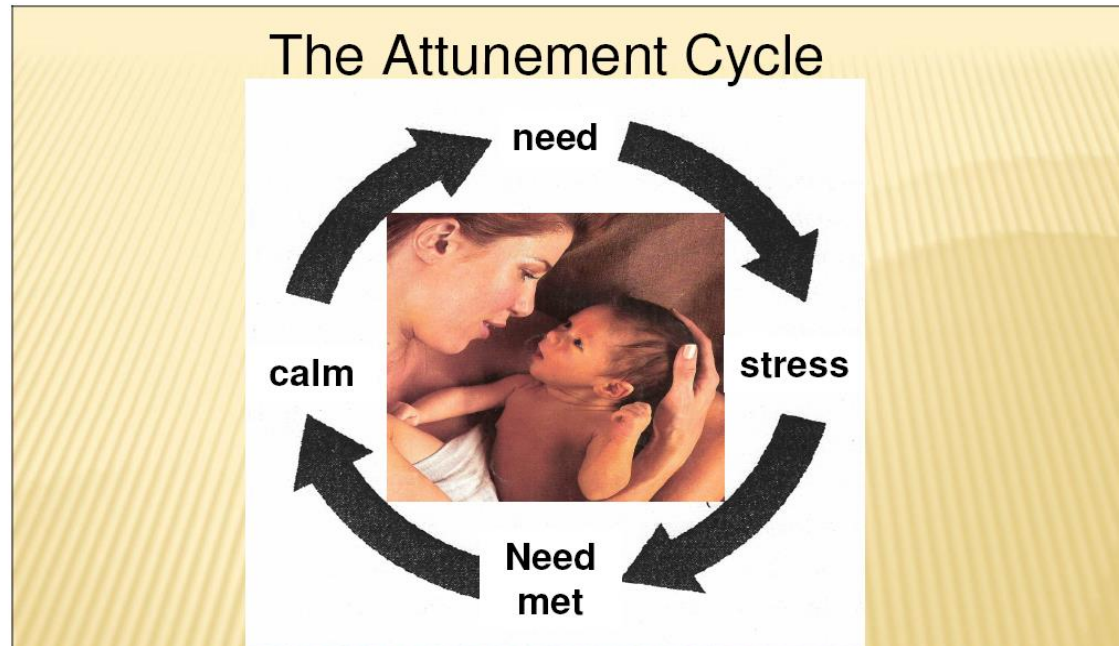 The Attunement Cycle
need
stress
Need
met
calm